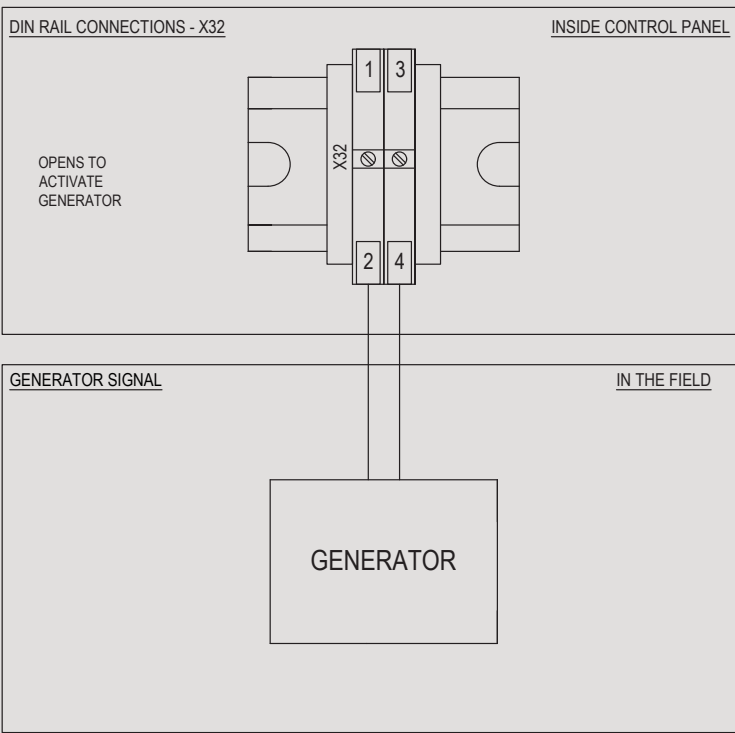 DIN RAIL CONNECTIONS - X32
INSIDE CONTROL PANEL
1 3
X32
OPENS TO
ACTIVATE
GENERATOR
2 4
GENERATOR SIGNAL
IN THE FIELD
GENERATOR